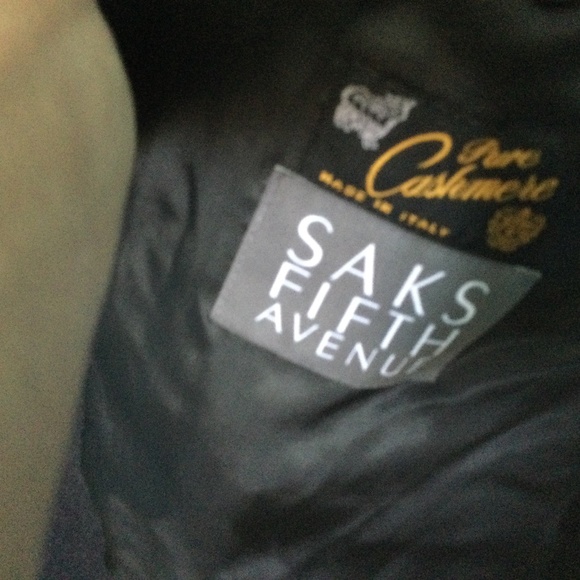 Pure
Cashmere
MADE IN ITALY
SAKS
FIFTH
AVENUE